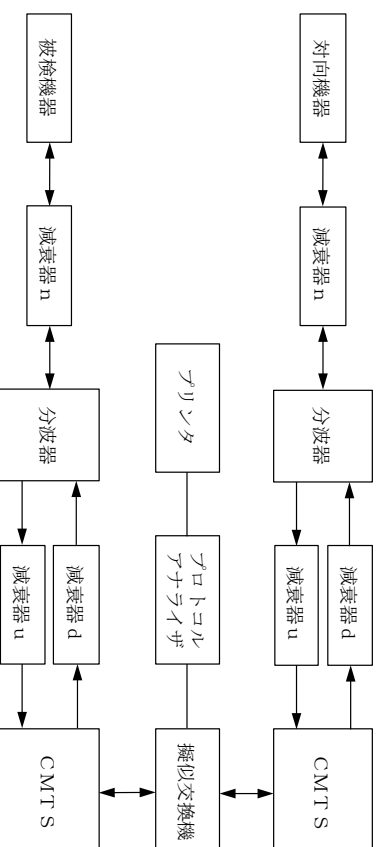 対向機器
減衰器n
分波器
減衰器d
減衰器u
CMTS
プリンタ
プロトコル
アナライザ
擬似交換機
被検機器
減衰器n
分波器
減衰器d
減衰器u
CMTS